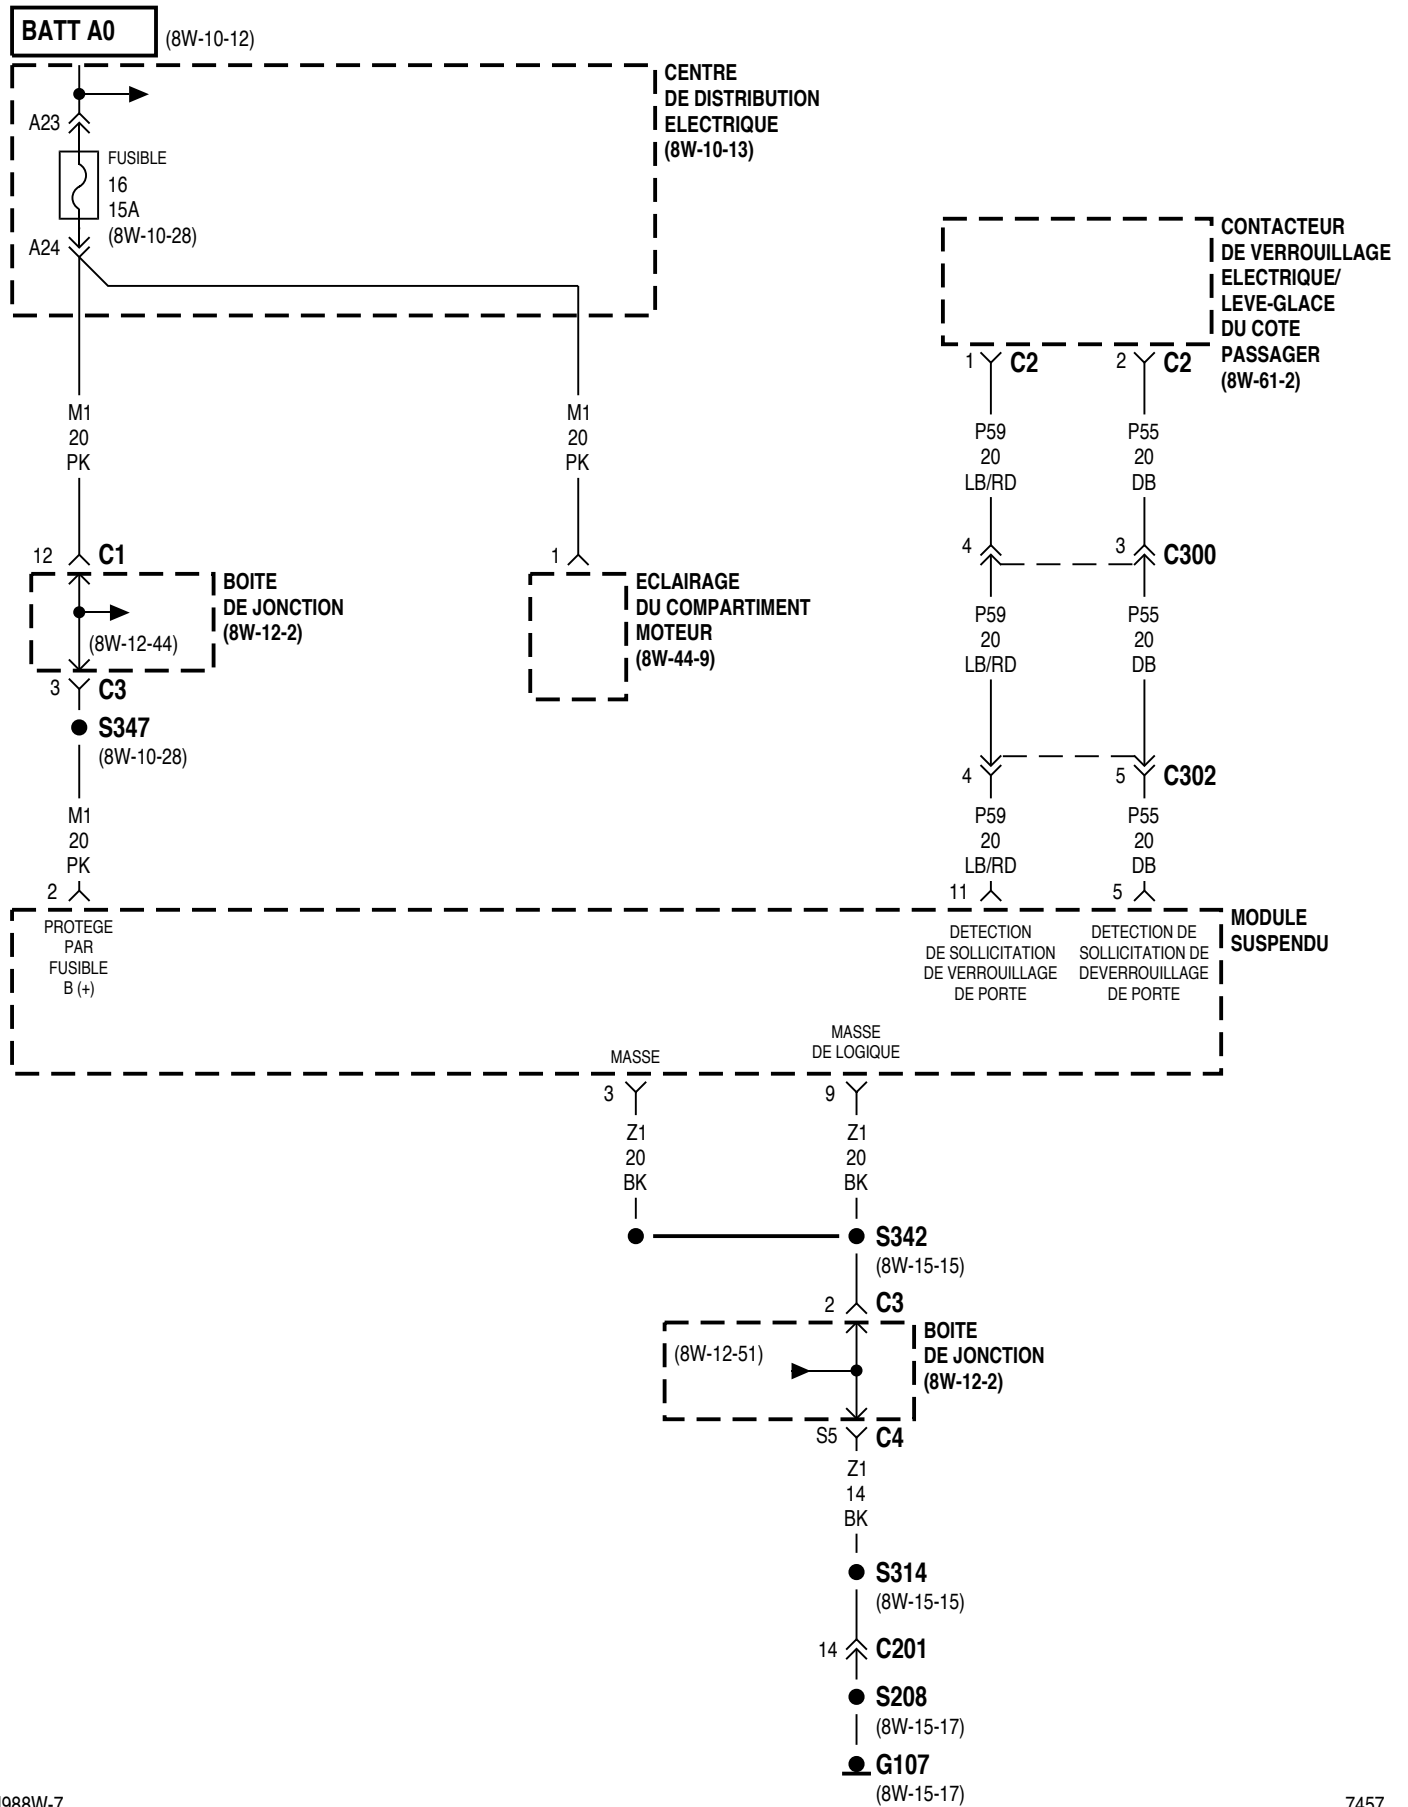 BATT A0
(8W-10-12)
CENTRE
DE DISTRIBUTION
ELECTRIQUE
(8W-10-13)
A23
FUSIBLE
16
15A
(8W-10-28)
A24
CONTACTEUR
DE VERROUILLAGE
ELECTRIQUE/
LEVE-GLACE
DU COTE
PASSAGER
(8W-61-2)
1 C2
2 C2
M1
20
PK
M1
20
PK
P59
20
LB/RD
P55
20
DB
12 C1
1
4
3 C300
BOITE
DE JONCTION
(8W-12-2)
(8W-12-44)
ECLAIRAGE
DU COMPARTIMENT
MOTEUR
(8W-44-9)
P59
20
LB/RD
P55
20
DB
3 C3
S347
(8W-10-28)
4
5 C302
M1
20
PK
P59
20
LB/RD
P55
20
DB
2
11
5
MODULE
SUSPENDU
PROTEGE
PAR
FUSIBLE
B (+)
DETECTION
DE SOLLICITATION
DE VERROUILLAGE
DE PORTE
DETECTION DE
SOLLICITATION DE
DEVERROUILLAGE
DE PORTE
MASSE
MASSE
DE LOGIQUE
3
9
Z1
20
BK
Z1
20
BK
S342
(8W-15-15)
2 C3
(8W-12-51)
BOITE
DE JONCTION
(8W-12-2)
S5 C4
Z1
14
BK
S314
(8W-15-15)
14 C201
S208
(8W-15-17)
G107
(8W-15-17)
988W-7
7457